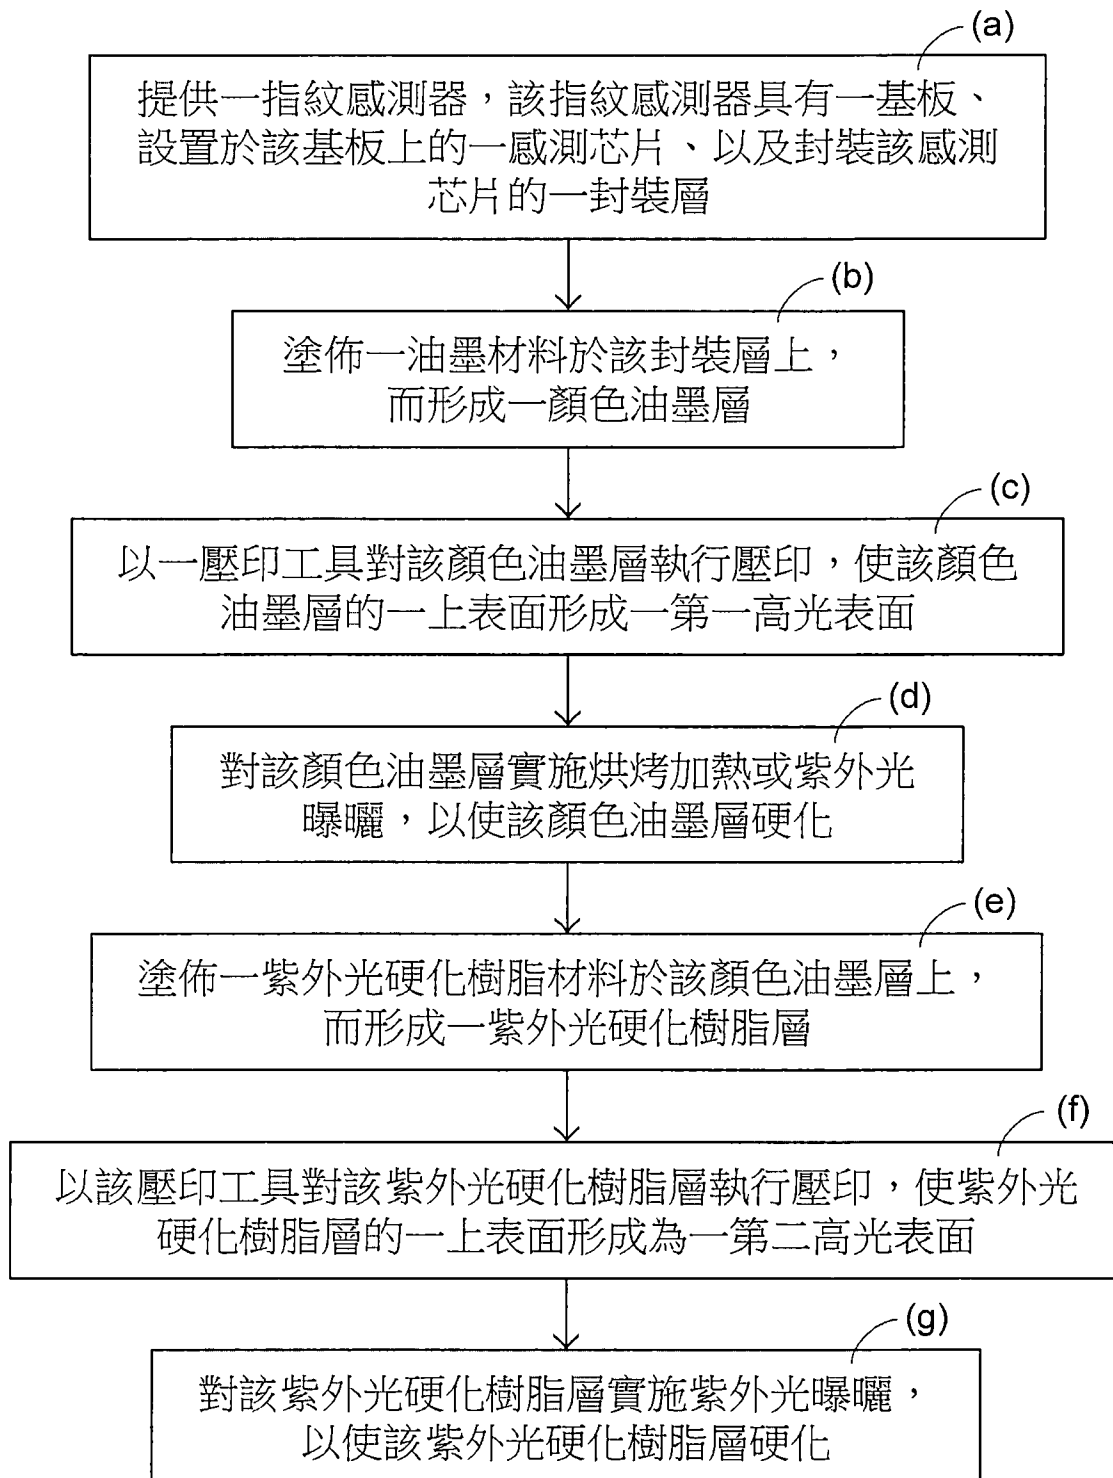 (a)
提供一指紋感測器，該指紋感測器具有一基板、
設置於該基板上的一感測芯片、以及封裝該感測
芯片的一封裝層
(b)
塗佈一油墨材料於該封裝層上，
而形成一顏色油墨層
(c)
以一壓印工具對該顏色油墨層執行壓印，使該顏色
油墨層的一上表面形成一第一高光表面
(d)
對該顏色油墨層實施烘烤加熱或紫外光
曝曬，以使該顏色油墨層硬化
(e)
塗佈一紫外光硬化樹脂材料於該顏色油墨層上，
而形成一紫外光硬化樹脂層
(f)
以該壓印工具對該紫外光硬化樹脂層執行壓印，使紫外光
硬化樹脂層的一上表面形成為一第二高光表面
(g)
對該紫外光硬化樹脂層實施紫外光曝曬，
以使該紫外光硬化樹脂層硬化